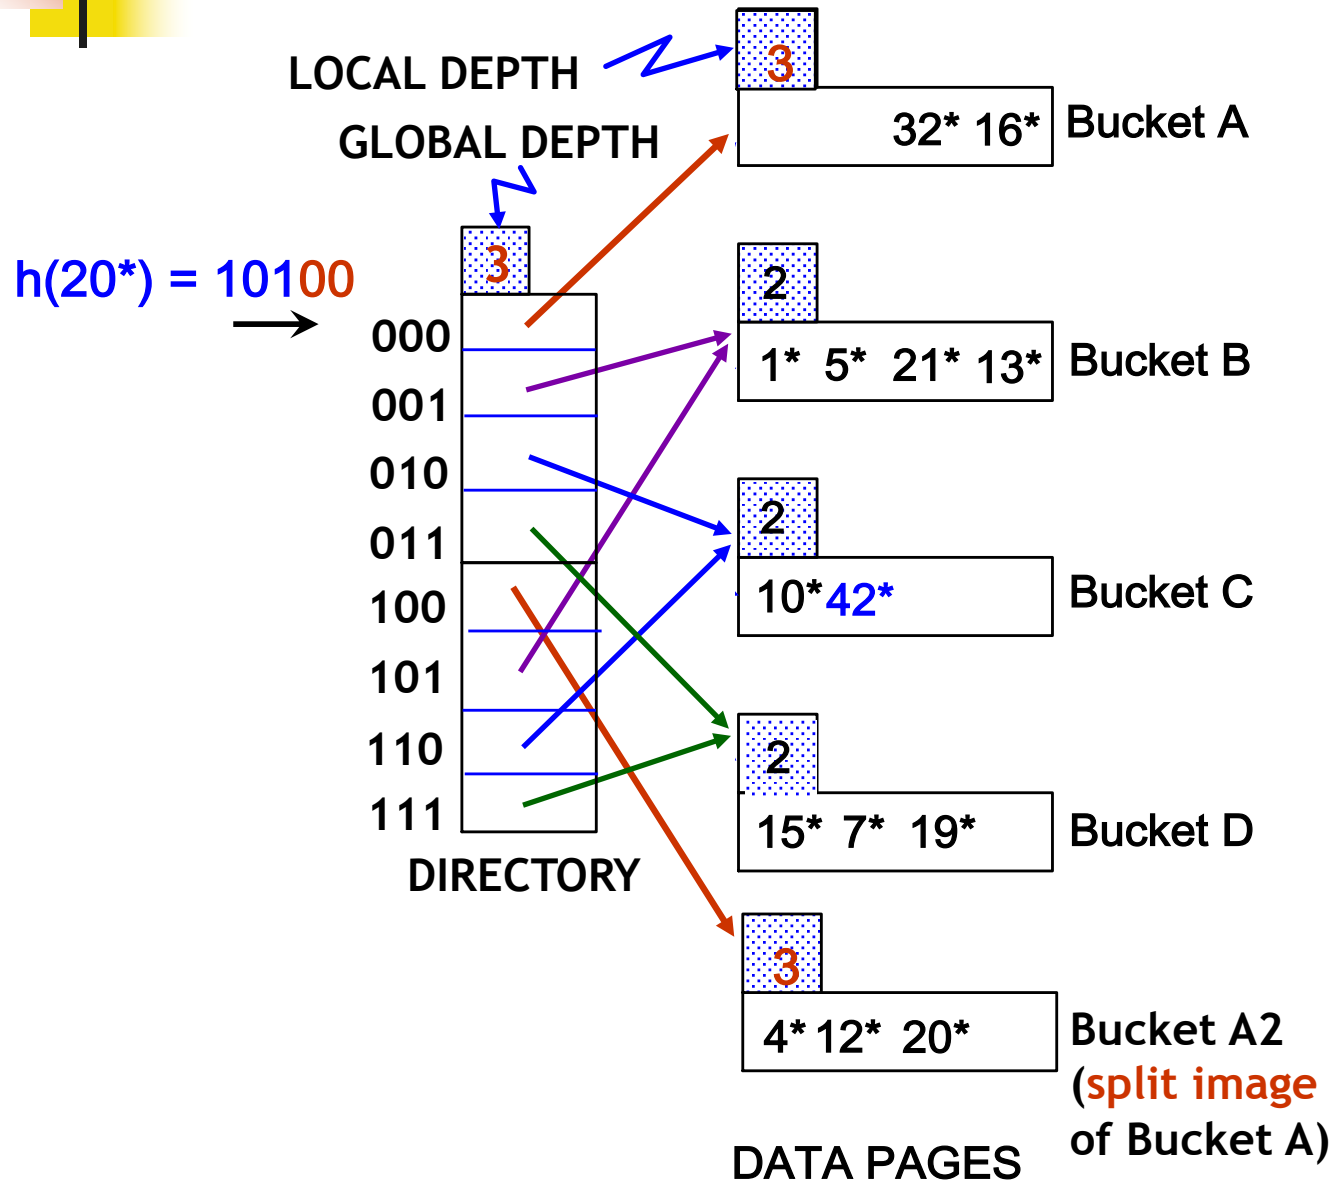 LOCAL DEPTH
GLOBAL DEPTH
3
32* 16*
Bucket A
h(20*) = 10100
3
000
001
010
011
100
101
110
111
DIRECTORY
2
1* 5* 21* 13*
Bucket B
2
10* 42*
Bucket C
2
15* 7* 19*
Bucket D
3
4* 12* 20*
Bucket A2
(split image
of Bucket A)
DATA PAGES